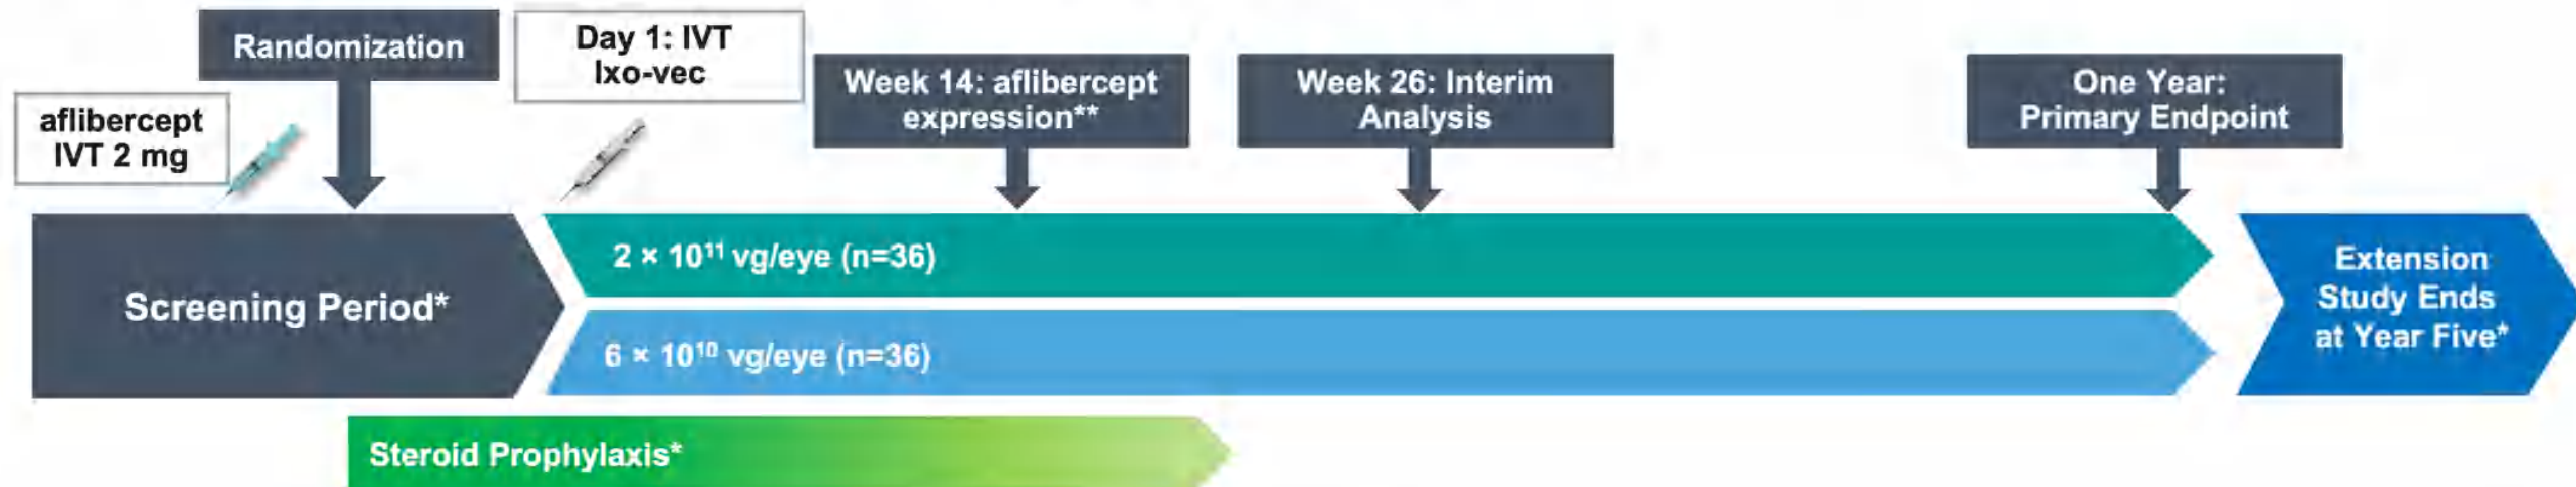 Randomization
Day 1: IVT
Ixo-vec
aflibercept
IVT 2 mg
Week 14: aflibercept
expression**
Week 26: Interim
Analysis
One Year:
Primary Endpoint
Screening Period*
2 × 10¹¹ vg/eye (n=36)
6 × 10¹⁰ vg/eye (n=36)
Extension
Study Ends
at Year Five*
Steroid Prophylaxis*